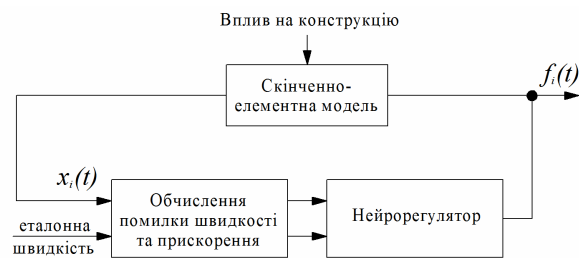 Вплив на конструкцію
Скінченно-
елементна модель
fi(t)
xi(t)
еталонна
швидкість
Обчислення
помилки швидкості
та прискорення
Нейрорегулятор